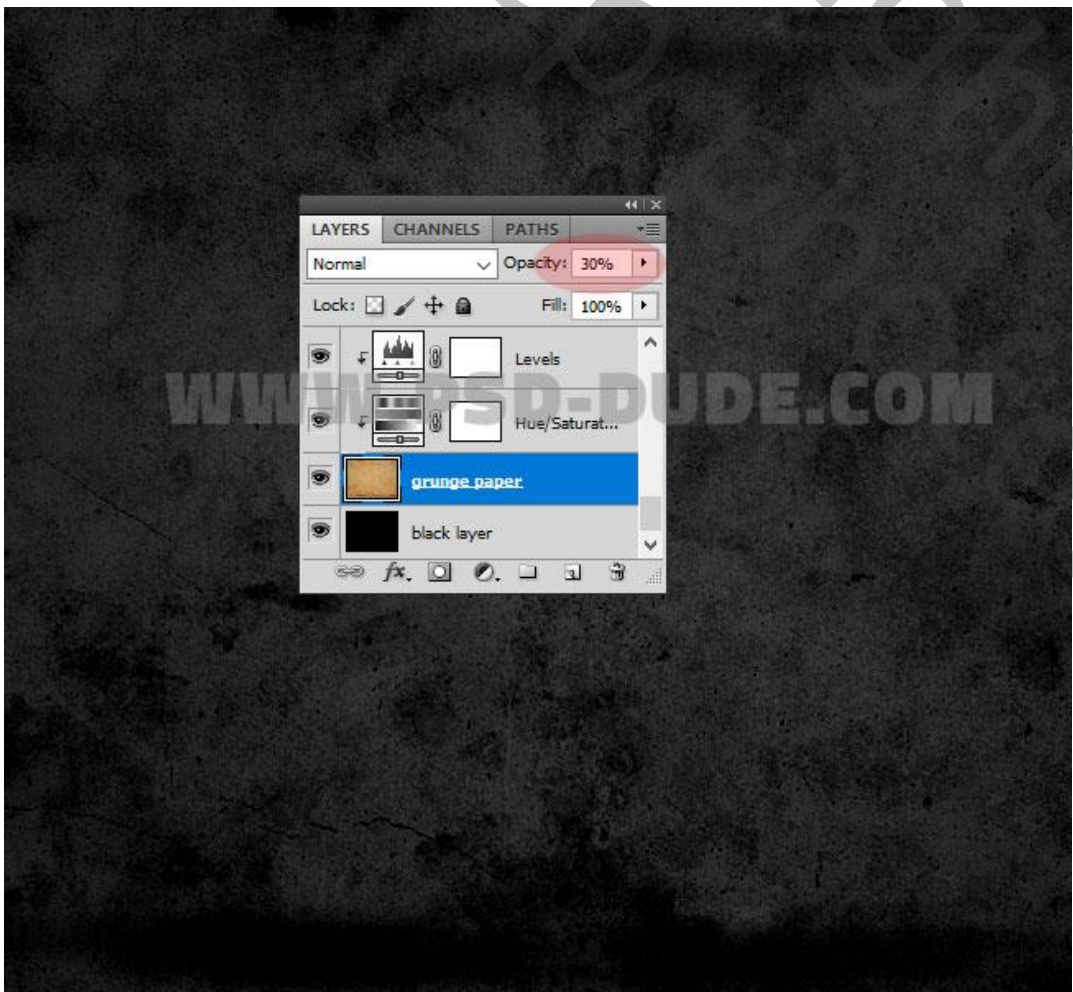 LAYERS CHANNELS PATHS
Normal Opacity: 30%
Lock: Fill: 100%
Levels
WWW.PSD-DUDE.COM
Hue/Saturat...
grunge paper
black layer
fx.